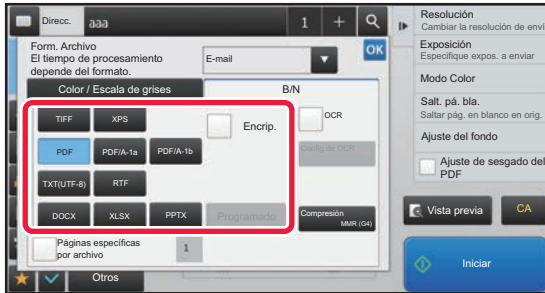 Direcc.
aaa
1
+
Form. Archivo
El tiempo de procesamiento
depende del formato.
E-mail
OK
Color / Escala de grises
B/N
TIFF
XPS
Encrip.
OCR
PDF
PDF/A-1a
PDF/A-1b
Config de OCR
TXT(UTF-8)
RTF
DOCX
XLSX
PPTX
Programado
Compresión
MMR (G4)
Páginas específicas
por archivo
1
Otros
Resolución
Cambiar la resolución de enví
Exposición
Especifique expos. a enviar
Modo Color
Salt. pá. bla.
Saltar pág. en blanco en orig.
Ajuste del fondo
Ajuste de sesgado del
PDF
Vista previa
CA
Iniciar